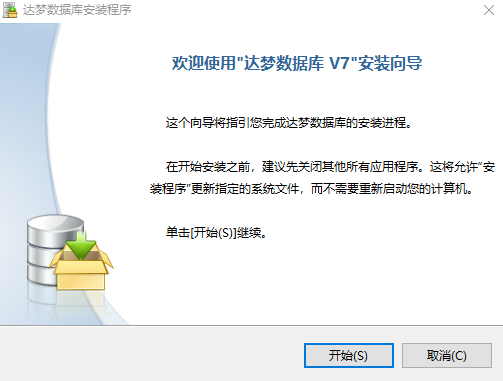 达梦数据库安装程序
欢迎使用"达梦数据库 V7"安装向导
这个向导将指引您完成达梦数据库的安装进程。
在开始安装之前，建议先关闭其他所有应用程序。这将允许“安
装程序”更新指定的系统文件，而不需要重新启动您的计算机。
单击[开始(S)]继续。
开始(S)
取消(C)